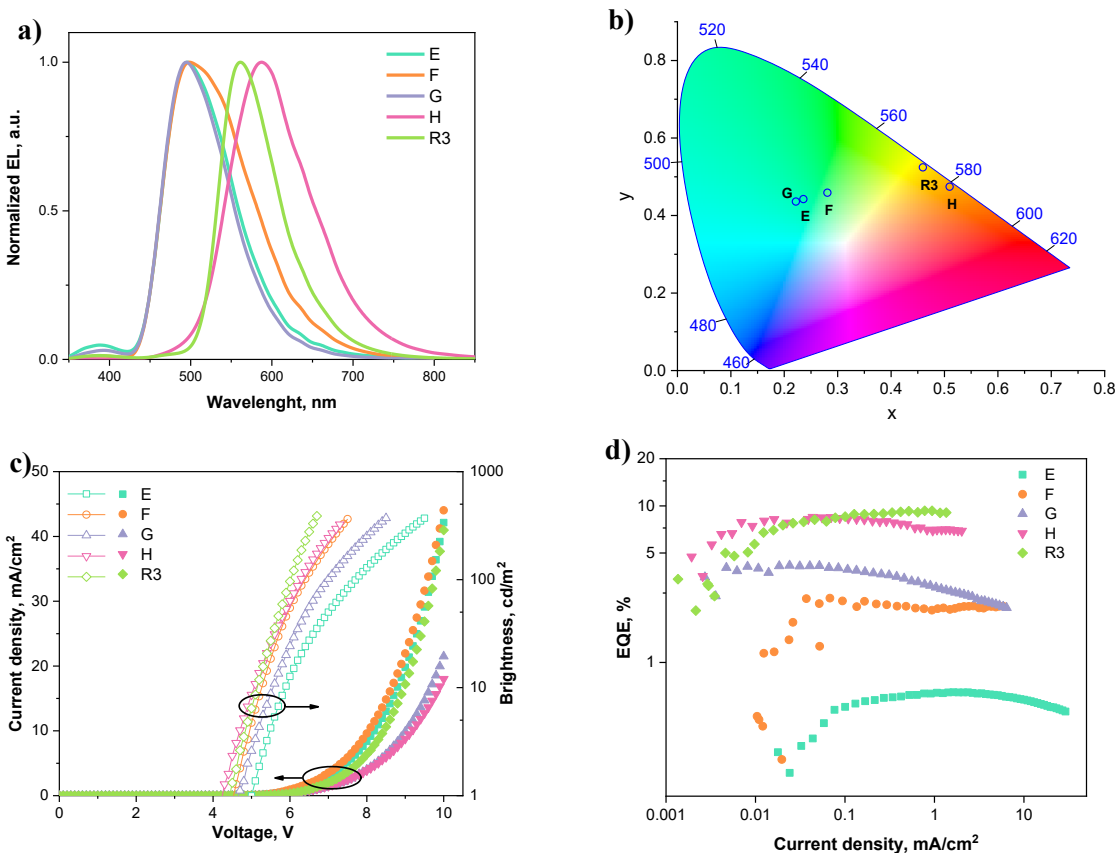 a)
1.0
0.5
0.0
400
500
600
700
800
Normalized EL, a.u.
Wavelenght, nm
E
F
G
H
R3
b)
520
540
560
580
600
620
500
480
460
G
E
F
R3
H
0.8
0.6
0.4
0.2
0.0
0.0
0.1
0.2
0.3
0.4
0.5
0.6
0.7
0.8
y
x
c)
50
40
30
20
10
0
0
2
4
6
8
10
1000
100
10
1
Current density, mA/cm²
Brightness, cd/m²
Voltage, V
E
F
G
H
R3
d)
20
10
5
1
0.001
0.01
0.1
1
10
EQE, %
Current density, mA/cm²
E
F
G
H
R3